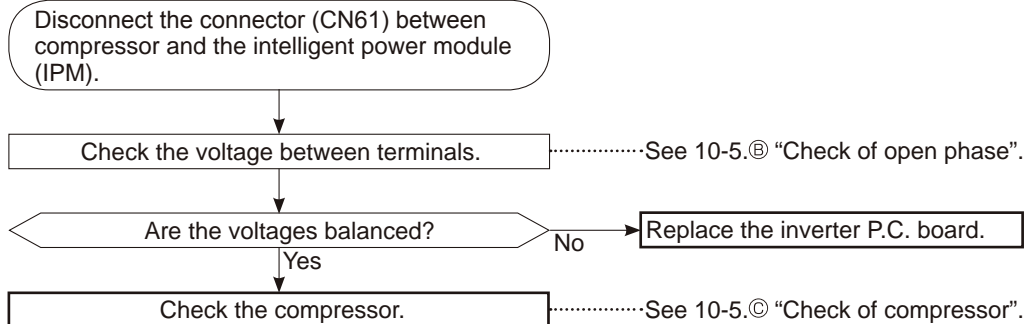 Disconnect the connector (CN61) between
compressor and the intelligent power module
(IPM).
Check the voltage between terminals.
See 10-5.Ⓑ “Check of open phase”.
Are the voltages balanced?
No
Replace the inverter P.C. board.
Yes
Check the compressor.
See 10-5.Ⓒ “Check of compressor”.